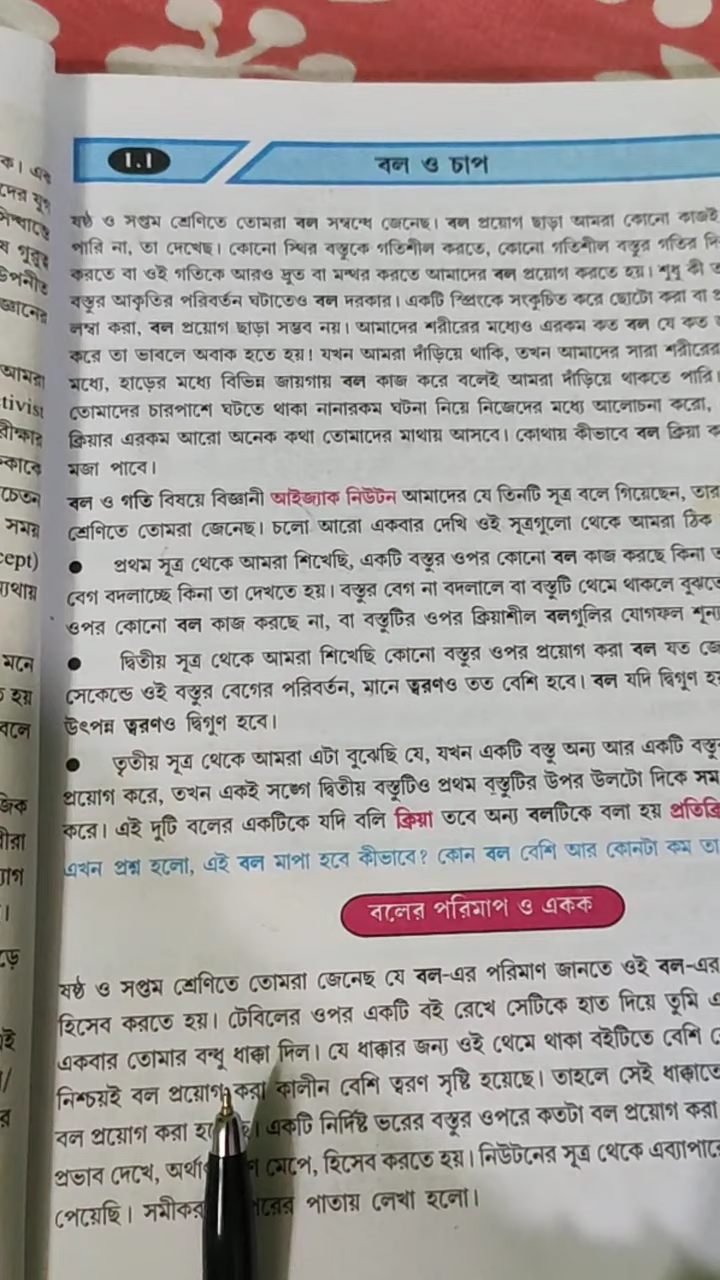 1.1 বল ও চাপ
ষষ্ঠ ও সপ্তম শ্রেণিতে তোমরা বল সম্বন্ধে জেনেছ। বল প্রয়োগ ছাড়া আমরা কোনো কাজই
পারি না, তা দেখেছ। কোনো স্থির বস্তুকে গতিশীল করতে, কোনো গতিশীল বস্তুর গতির
করতে বা ওই গতিকে আরও দ্রুত বা মন্থর করতে আমাদের বল প্রয়োগ করতে হয়। শুধু কী
বস্তুর আকৃতির পরিবর্তন ঘটাতেও বল দরকার। একটি স্প্রিংকে সংকুচিত করে ছোটো করা বা
লম্বা করা, বল প্রয়োগ ছাড়া সম্ভব নয়। আমাদের শরীরের মধ্যেও এরকম কত বল যে কত
করে তা ভাবলে অবাক হতে হয়! যখন আমরা দাঁড়িয়ে থাকি, তখন আমাদের সারা শরীরের
মধ্যে, হাড়ের মধ্যে বিভিন্ন জায়গায় বল কাজ করে বলেই আমরা দাঁড়িয়ে থাকতে পারি।
তোমাদের চারপাশে ঘটতে থাকা নানারকম ঘটনা নিয়ে নিজেদের মধ্যে আলোচনা করো,
ক্রিয়ার এরকম আরো অনেক কথা তোমাদের মাথায় আসবে। কোথায় কীভাবে বল ক্রিয়া
মজা পাবে।
বল ও গতি বিষয়ে বিজ্ঞানী আইজ্যাক নিউটন আমাদের যে তিনটি সূত্র বলে গিয়েছেন, তার
শ্রেণিতে তোমরা জেনেছ। চলো আরো একবার দেখি ওই সূত্রগুলো থেকে আমরা ঠিক
● প্রথম সূত্র থেকে আমরা শিখেছি, একটি বস্তুর ওপর কোনো বল কাজ করছে কিনা
বেগ বদলাচ্ছে কিনা তা দেখতে হয়। বস্তুর বেগ না বদলালে বা বস্তুটি থেমে থাকলে বুঝতে
ওপর কোনো বল কাজ করছে না, বা বস্তুটির ওপর ক্রিয়াশীল বলগুলির যোগফল শূন্য
● দ্বিতীয় সূত্র থেকে আমরা শিখেছি কোনো বস্তুর ওপর প্রয়োগ করা বল যত
সেকেন্ডে ওই বস্তুর বেগের পরিবর্তন, মানে ত্বরণও তত বেশি হবে। বল যদি দ্বিগুণ
উৎপন্ন ত্বরণও দ্বিগুণ হবে।
● তৃতীয় সূত্র থেকে আমরা এটা বুঝেছি যে, যখন একটি বস্তু অন্য আর একটি বস্তুর
প্রয়োগ করে, তখন একই সঙ্গে দ্বিতীয় বস্তুটিও প্রথম বস্তুটির উপর উলটো দিকে সম
করে। এই দুটি বলের একটিকে যদি বলি ক্রিয়া তবে অন্য বলটিকে বলা হয়
এখন প্রশ্ন হলো, এই বল মাপা হবে কীভাবে? কোন বল বেশি আর কোনটা কম তা
বলের পরিমাপ ও একক
ষষ্ঠ ও সপ্তম শ্রেণিতে তোমরা জেনেছ যে বল-এর পরিমাণ জানতে ওই বল-এর
হিসেব করতে হয়। টেবিলের ওপর একটি বই রেখে সেটিকে হাত দিয়ে তুমি
একবার তোমার বন্ধু ধাক্কা দিল। যে ধাক্কার জন্য ওই থেমে থাকা বইটিতে বেশি
নিশ্চয়ই বল প্রয়োগ করা কালীন বেশি ত্বরণ সৃষ্টি হয়েছে। তাহলে সেই ধাক্কাতে
বল প্রয়োগ করা একটি নির্দিষ্ট ভরের বস্তুর ওপরে কতটা বল প্রয়োগ করা
প্রভাব দেখে, মেপে, হিসেব করতে হয়। নিউটনের সূত্র থেকে এব্যাপারে
পেয়েছি। পাতায় লেখা হলো।